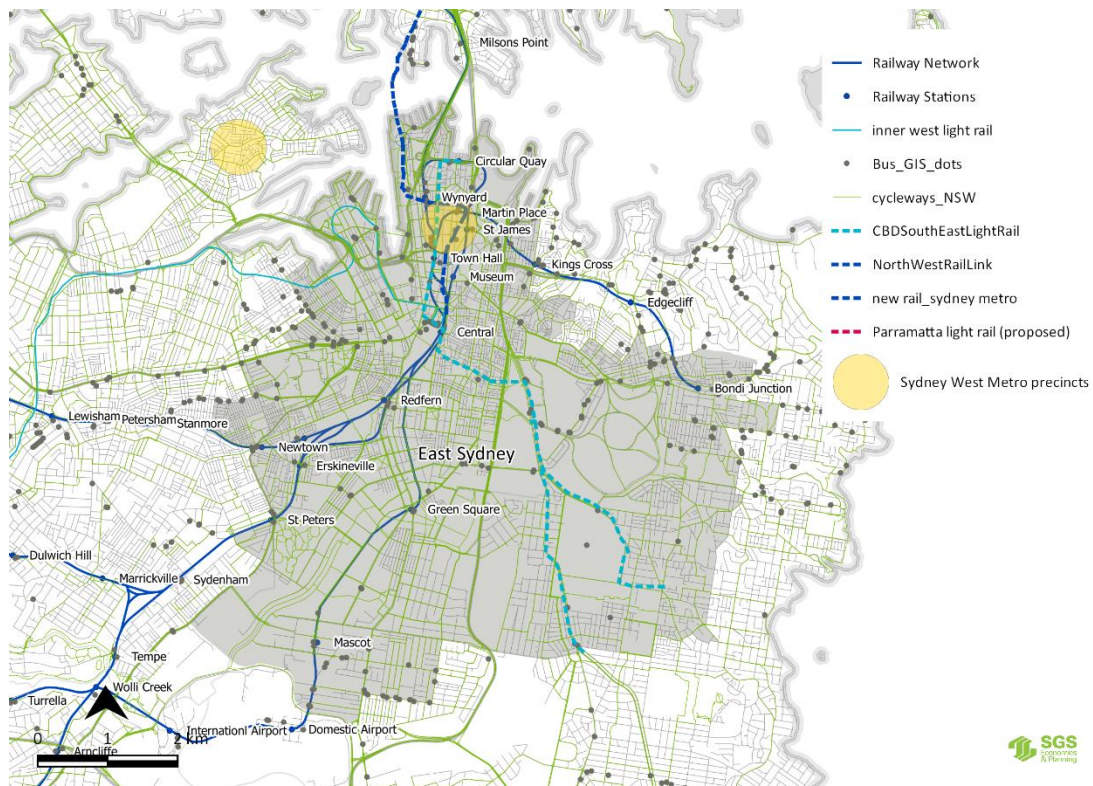 Milsons Point
Circular Quay
Wynyard
Martin Place
St James
Town Hall
Kings Cross
Museum
Edgecliff
Central
Bondi Junction
Redfern
Lewisham
Petersham
Stanmore
Newtown
East Sydney
Erskineville
Green Square
St Peters
Dulwich Hill
Marrickville
Sydenham
Mascot
Tempe
Wolli Creek
Turrella
Internationl Airport
Domestic Airport
Arncliffe
0 1 2 km
Railway Network
Railway Stations
inner west light rail
Bus_GIS_dots
cycleways_NSW
CBDSouthEastLightRail
NorthWestRailLink
new rail_sydney metro
Parramatta light rail (proposed)
Sydney West Metro precincts
SGS
Economics
& Planning